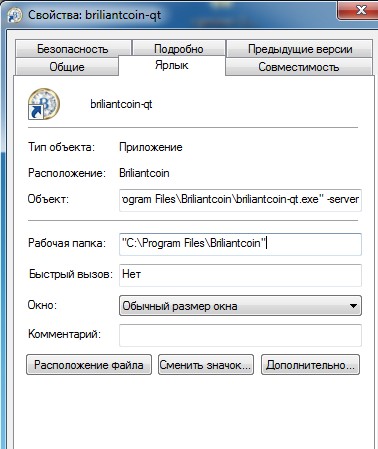 Свойства: briliantcoin-qt
Безопасность Подробно Предыдущие версии
Общие Ярлык Совместимость
briliantcoin-qt
Тип объекта: Приложение
Расположение: Briliantcoin
Объект: ogram Files\Briliantcoin\briliantcoin-qt.exe" -server
Рабочая папка: "C:\Program Files\Briliantcoin"
Быстрый вызов: Нет
Окно: Обычный размер окна
Комментарий:
Расположение файла Сменить значок... Дополнительно...